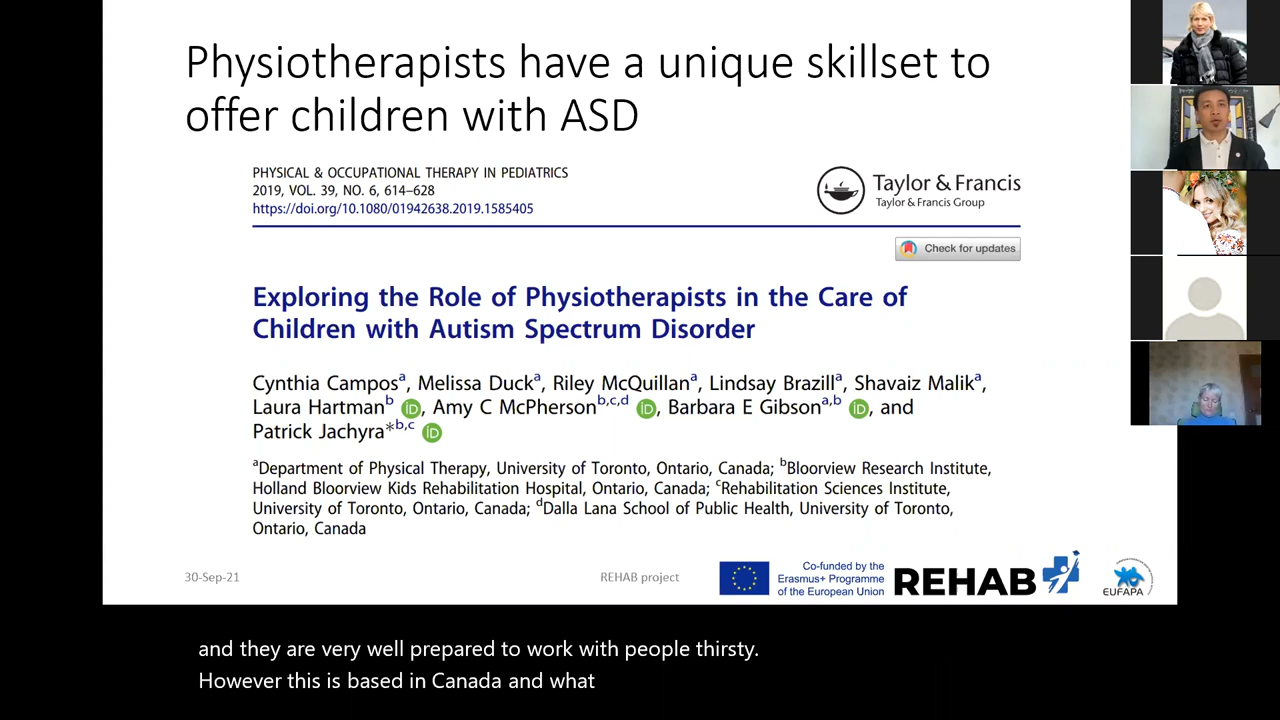 Physiotherapists have a unique skillset to
offer children with ASD
PHYSICAL & OCCUPATIONAL THERAPY IN PEDIATRICS
2019, VOL. 39, NO. 6, 614–628
https://doi.org/10.1080/01942638.2019.1585405
Taylor & Francis
Taylor & Francis Group
Check for updates
Exploring the Role of Physiotherapists in the Care of
Children with Autism Spectrum Disorder
Cynthia Camposa, Melissa Ducka, Riley McQuillana, Lindsay Brazilla, Shavaiz Malika,
Laura Hartmanb iD, Amy C McPhersonb,c,d iD, Barbara E Gibsona,b iD, and
Patrick Jachyra*b,c iD
aDepartment of Physical Therapy, University of Toronto, Ontario, Canada; bBloorview Research Institute,
Holland Bloorview Kids Rehabilitation Hospital, Ontario, Canada; cRehabilitation Sciences Institute,
University of Toronto, Ontario, Canada; dDalla Lana School of Public Health, University of Toronto,
Ontario, Canada
30-Sep-21
REHAB project
Co-funded by the
Erasmus+ Programme
of the European Union
REHAB
EUFAPA
and they are very well prepared to work with people thirsty.
However this is based in Canada and what